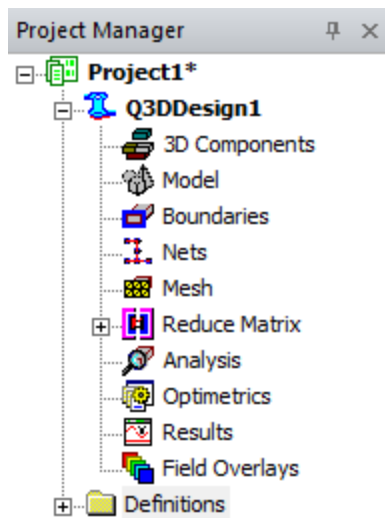 Project Manager
Project1*
Q3DDesign1
3D Components
Model
Boundaries
Nets
Mesh
Reduce Matrix
Analysis
Optimetrics
Results
Field Overlays
Definitions